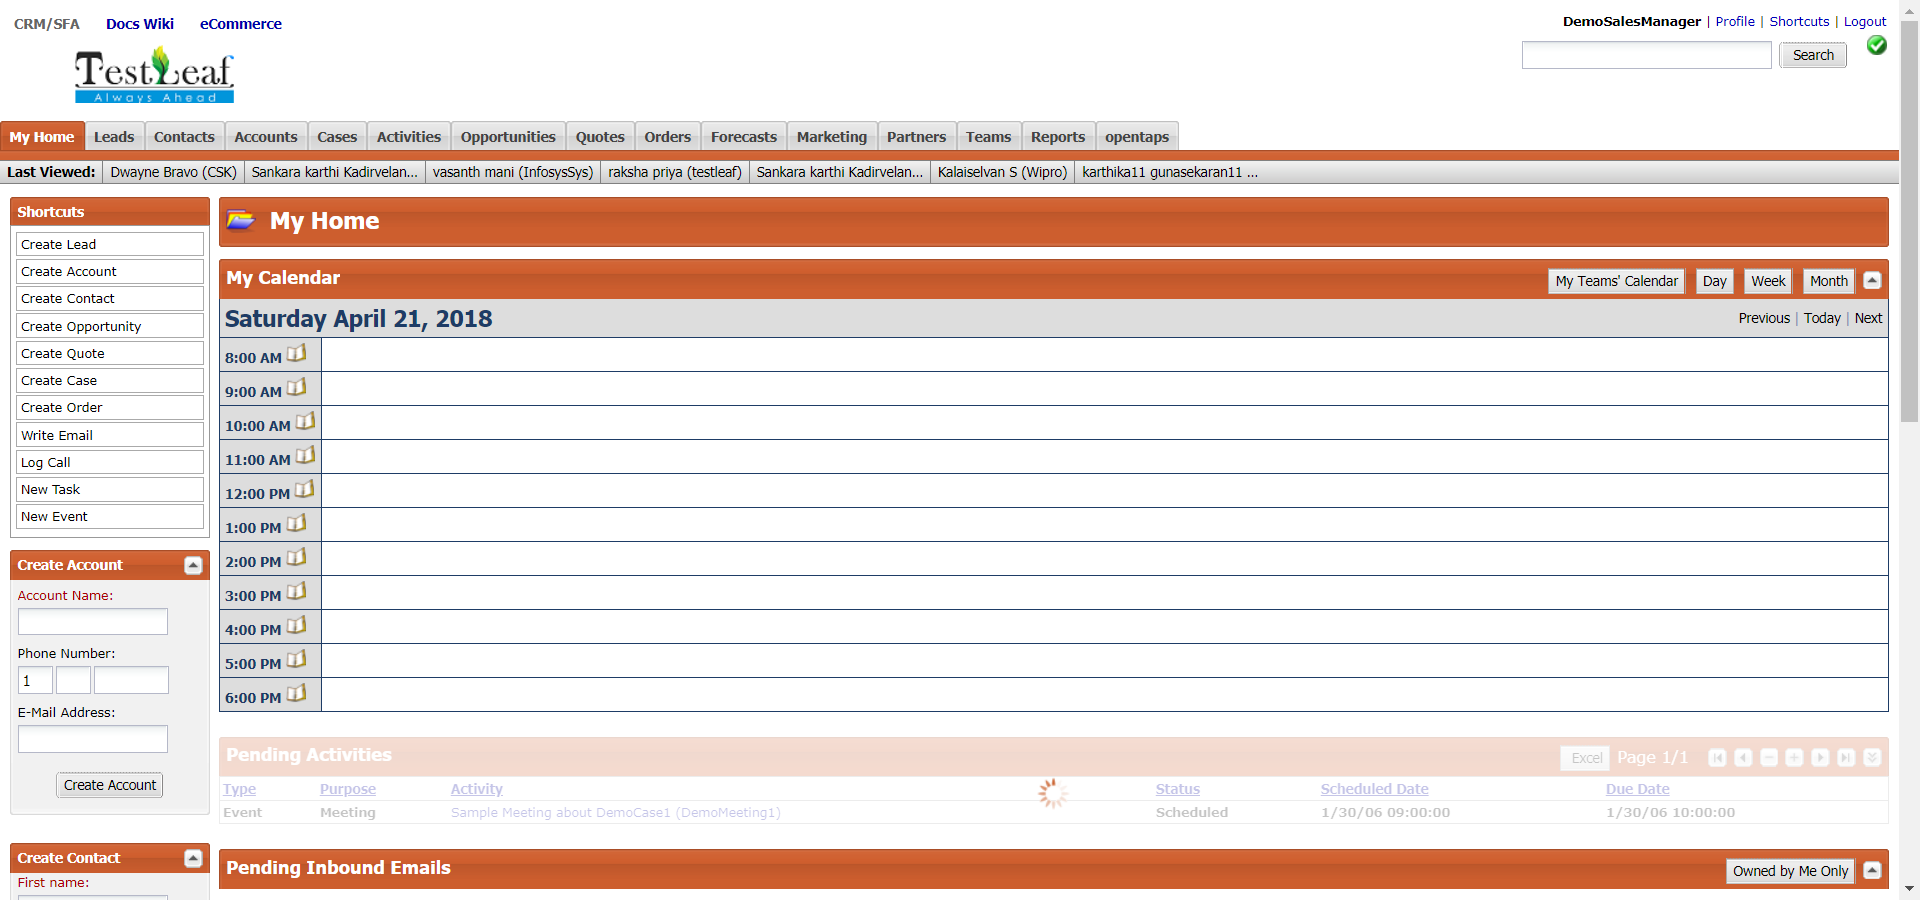 CRM/SFA Docs Wiki eCommerce
DemoSalesManager | Profile | Shortcuts | Logout
Search
TestLeaf
Always Ahead
My Home Leads Contacts Accounts Cases Activities Opportunities Quotes Orders Forecasts Marketing Partners Teams Reports opentaps
Last Viewed: Dwayne Bravo (CSK) Sankara karthi Kadirvelan... vasanth mani (InfosysSys) raksha priya (testleaf) Sankara karthi Kadirvelan... Kalaiselvan S (Wipro) karthika11 gunasekaran11 ...
Shortcuts
Create Lead
Create Account
Create Contact
Create Opportunity
Create Quote
Create Case
Create Order
Write Email
Log Call
New Task
New Event
Create Account
Account Name:
Phone Number:
1
E-Mail Address:
Create Account
Create Contact
First name:
My Home
My Calendar
My Teams' Calendar Day Week Month
Saturday April 21, 2018
Previous | Today | Next
8:00 AM
9:00 AM
10:00 AM
11:00 AM
12:00 PM
1:00 PM
2:00 PM
3:00 PM
4:00 PM
5:00 PM
6:00 PM
Pending Activities
Excel Page 1/1
Type Purpose Activity Status Scheduled Date Due Date
Event Meeting Sample Meeting about DemoCase1 (DemoMeeting1) Scheduled 1/30/06 09:00:00 1/30/06 10:00:00
Pending Inbound Emails
Owned by Me Only